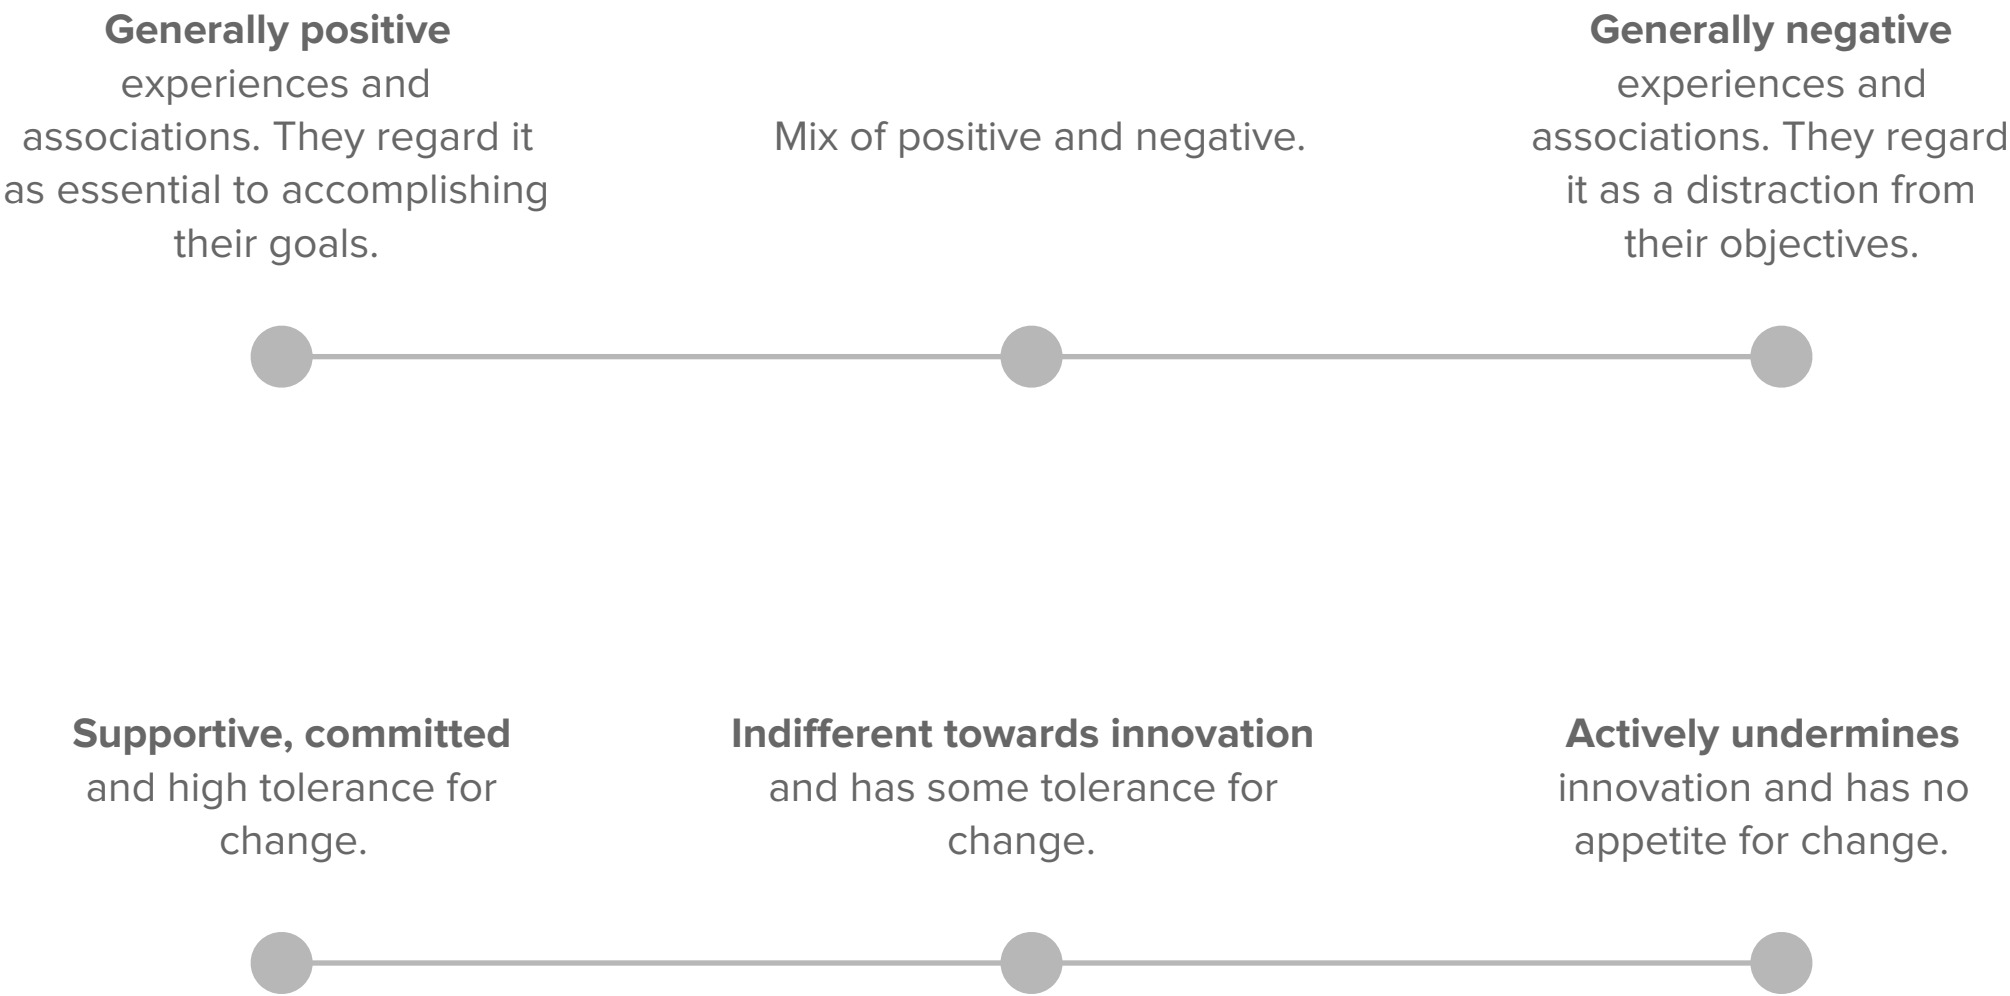 Generally positive
experiences and
associations. They regard it
as essential to accomplishing
their goals.
Mix of positive and negative.
Generally negative
experiences and
associations. They regard
it as a distraction from
their objectives.
Supportive, committed
and high tolerance for
change.
Indifferent towards innovation
and has some tolerance for
change.
Actively undermines
innovation and has no
appetite for change.